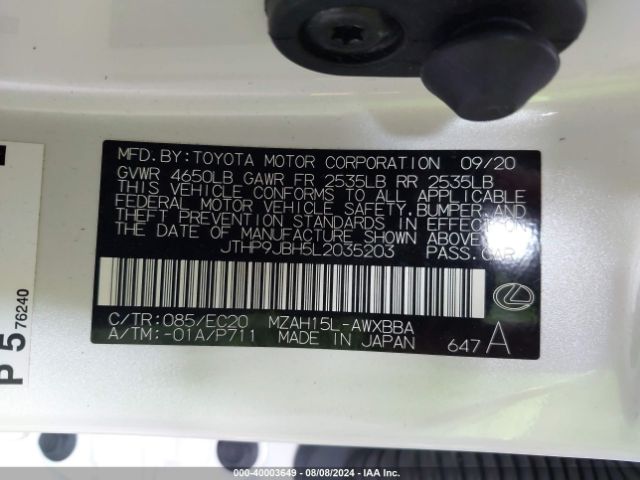 MFD.BY:TOYOTA MOTOR CORPORATION 09/20
GVWR 4650LB GAWR FR 2535LB RR 2535LB
THIS VEHICLE CONFORMS TO ALL APPLICABLE
FEDERAL MOTOR VEHICLE SAFETY,BUMPER,AND
THEFT PREVENTION STANDARDS IN EFFECT ON
THE DATE OF MANUFACTURE SHOWN ABOVE.
JTHP9JBH5L2035203 PASS.CAR
C/TR:085/EC20 MZAH15L-AWXBBA
A/TM:-01A/P711 MADE IN JAPAN
647A
P 5 76240
000-40003649 - 08/08/2024 - IAAI.COM